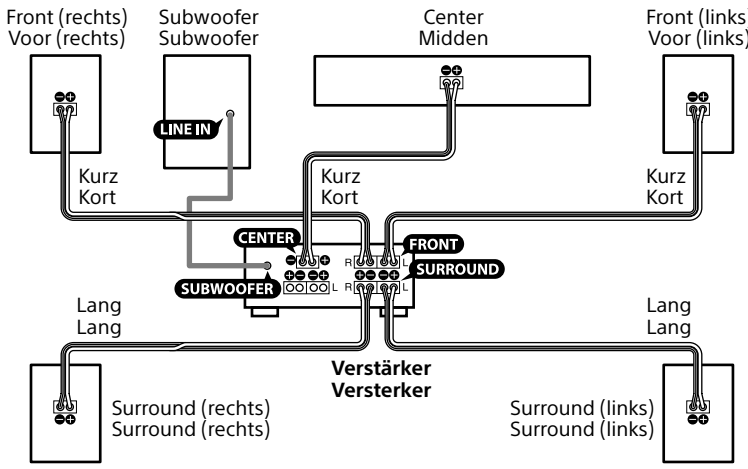 Front (rechts)
Voor (rechts)
Subwoofer
Subwoofer
Center
Midden
Front (links)
Voor (links)
LINE IN
Kurz
Kort
Kurz
Kort
Kurz
Kort
CENTER
FRONT
R
L
SURROUND
SUBWOOFER
L
R
L
Lang
Lang
Lang
Lang
Verstärker
Versterker
Surround (rechts)
Surround (rechts)
Surround (links)
Surround (links)